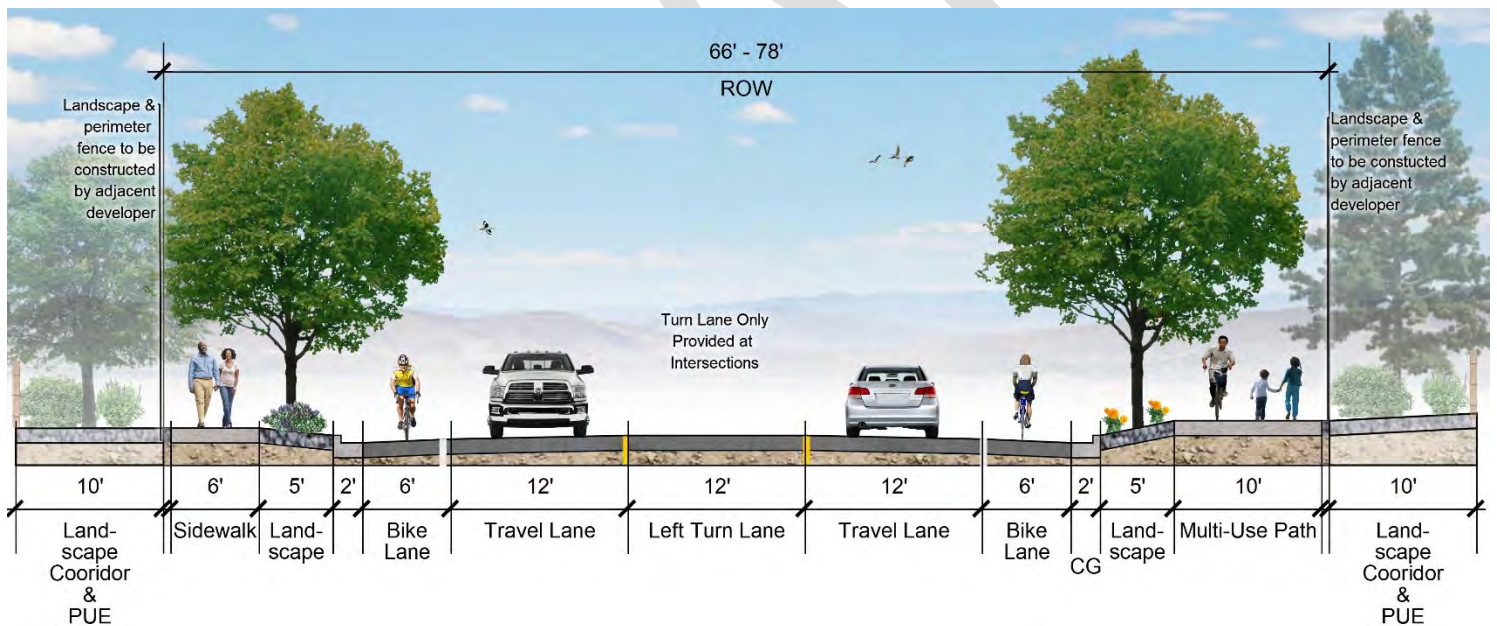 66' - 78'
ROW
Landscape &
perimeter
fence to be
constructed
by adjacent
developer
Landscape &
perimeter fence
to be constucted
by adjacent
developer
Turn Lane Only
Provided at
Intersections
10'
6'
5'
2'
6'
12'
12'
12'
6'
2'
5'
10'
10'
Land-
scape
Cooridor
&
PUE
Sidewalk
Land-
scape
Bike
Lane
Travel Lane
Left Turn Lane
Travel Lane
Bike
Lane
CG
Land-
scape
Multi-Use Path
Land-
scape
Cooridor
&
PUE